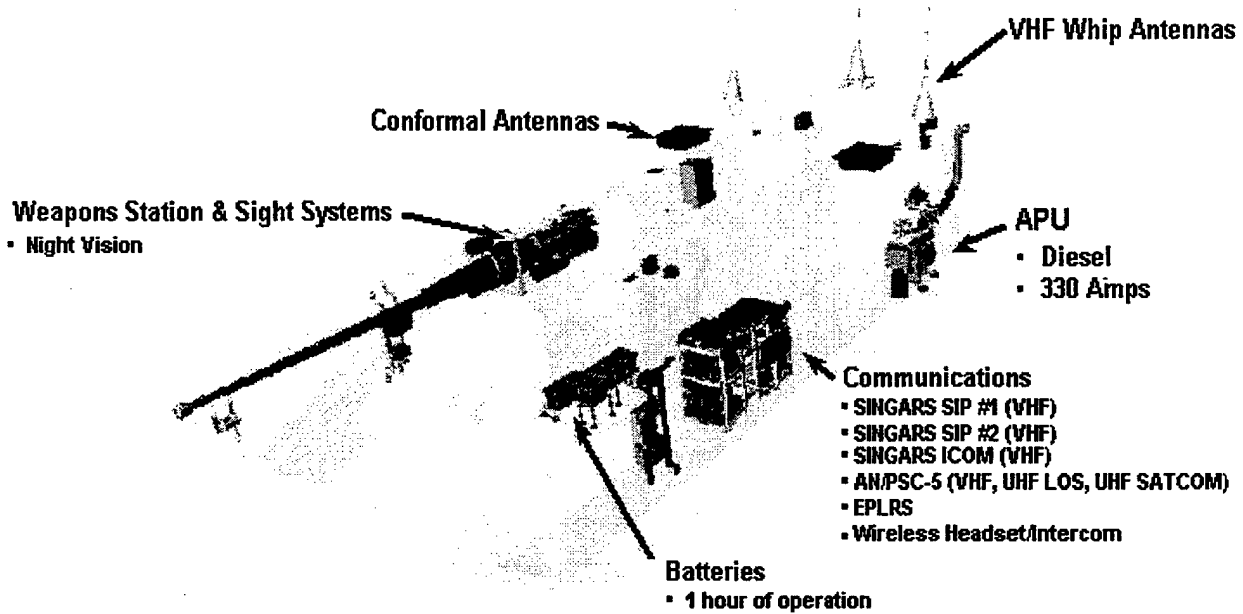 VHF Whip Antennas
Conformal Antennas
Weapons Station & Sight Systems
▪ Night Vision
APU
▪ Diesel
▪ 330 Amps
Communications
▪ SINGARS SIP #1 (VHF)
▪ SINGARS SIP #2 (VHF)
▪ SINGARS ICOM (VHF)
▪ AN/PSC-5 (VHF, UHF LOS, UHF SATCOM)
▪ EPLRS
▪ Wireless Headset/Intercom
Batteries
▪ 1 hour of operation